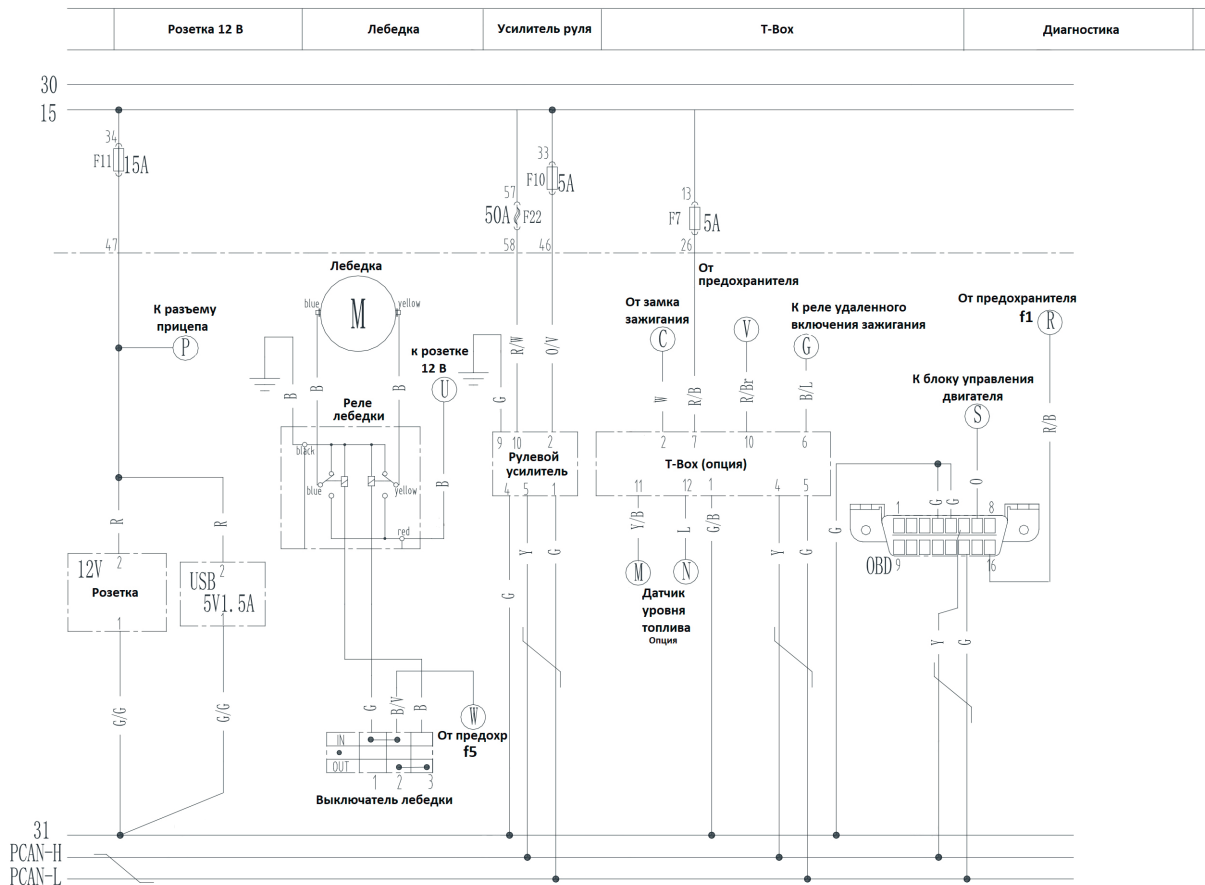 Розетка 12 В
Лебедка
Усилитель руля
T-Box
Диагностика
30
15
34
F11
15A
33
F10
5A
57
50A
F22
13
F7
5A
47
58
46
26
Лебедка
От
предохранителя
blue
M
yellow
К разъему
прицепа
P
От замка
зажигания
C
V
К реле удаленного
включения зажигания
G
От предохранителя
f1
R
к розетке
12 В
U
R/W
O/V
К блоку управления
двигателя
S
B
B
B
G
W
R/B
R/Br
B/L
R/B
Реле
лебедки
black
blue
yellow
red
B
9
10
2
Рулевой
усилитель
4
5
1
2
7
10
6
T-Box (опция)
11
12
1
4
5
G
G
O
1
8
OBD
9
16
R
R
Y
G
Y/B
L
G/B
Y
G
G
12V
2
Розетка
1
USB
2
5V1.5A
1
G
M
N
Датчик
уровня
топлива
Опция
Y
G
G/G
G/G
G
B/V
B
W
От предохр
f5
IN
OUT
1
2
3
Выключатель лебедки
31
PCAN-H
PCAN-L